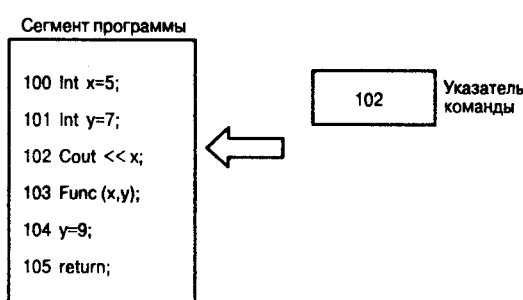 Сегмент программы
100 Int x=5;
101 Int y=7;
102 Cout << x;
103 Func (x,y);
104 y=9;
105 return;
102
Указатель
команды